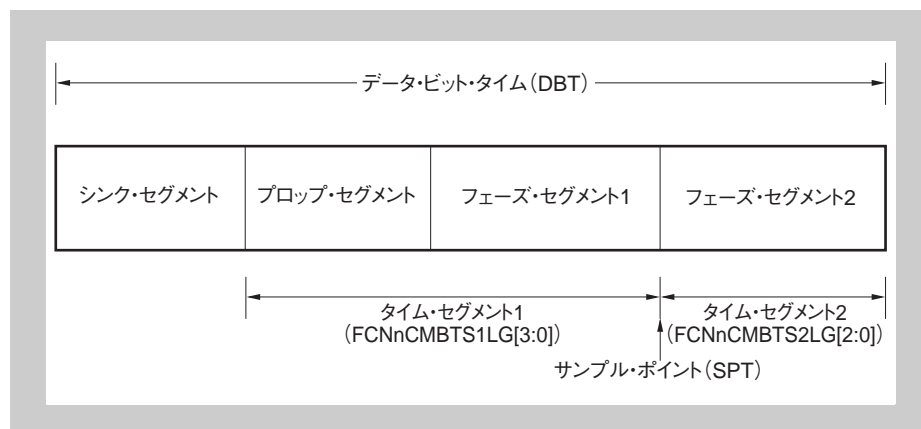 データ・ビット・タイム（DBT）
シンク・セグメント
プロップ・セグメント
フェーズ・セグメント1
フェーズ・セグメント2
タイム・セグメント1
（FCNnCMBTS1LG[3:0]）
タイム・セグメント2
（FCNnCMBTS2LG[2:0]）
サンプル・ポイント（SPT）